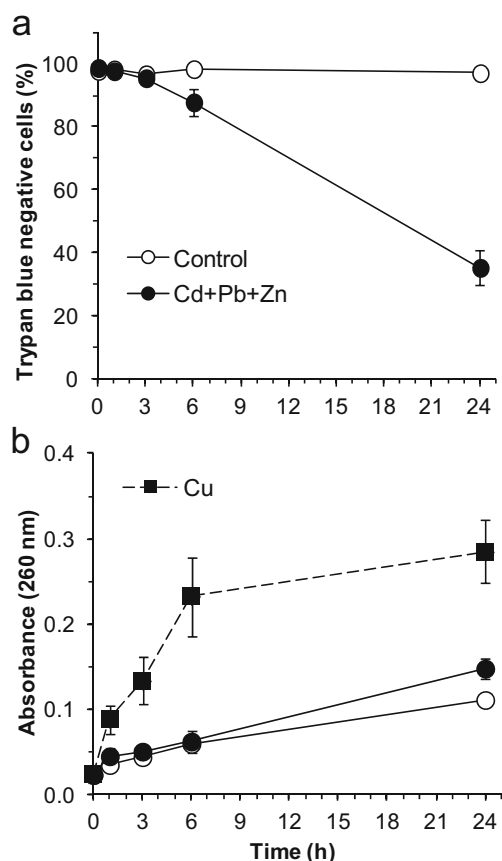 a
Trypan blue negative cells (%)
100
80
60
40
20
0
Control
Cd+Pb+Zn
0 3 6 9 12 15 18 21 24
b
Absorbance (260 nm)
0.4
0.3
0.2
0.1
0.0
Cu
0 3 6 9 12 15 18 21 24
Time (h)